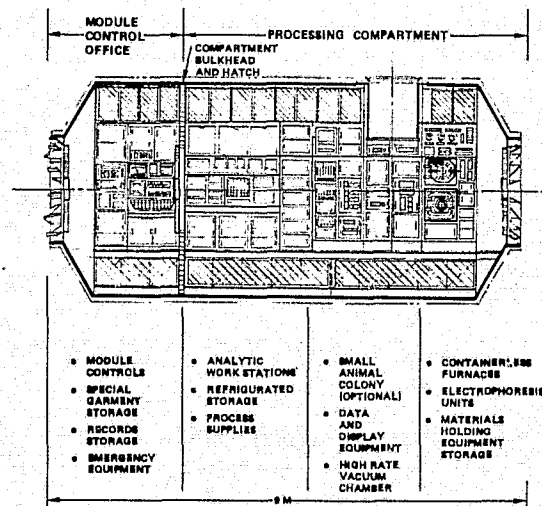 MODULE
CONTROL
OFFICE
PROCESSING COMPARTMENT
COMPARTMENT
BULKHEAD
AND HATCH
• MODULE
CONTROLS
• SPECIAL
GARMENT
STORAGE
• RECORDS
STORAGE
• EMERGENCY
EQUIPMENT
• ANALYTIC
WORK STATIONS
• REFRIGURATED
STORAGE
• PROCESS
SUPPLIES
• SMALL
ANIMAL
COLONY
(OPTIONAL)
• DATA
AND
DISPLAY
EQUIPMENT
• HIGH RATE
VACUUM
CHAMBER
• CONTAINERLESS
FURNACES
• ELECTROPHORESIS
UNITS
• MATERIALS
HOLDING
EQUIPMENT
STORAGE
9 M